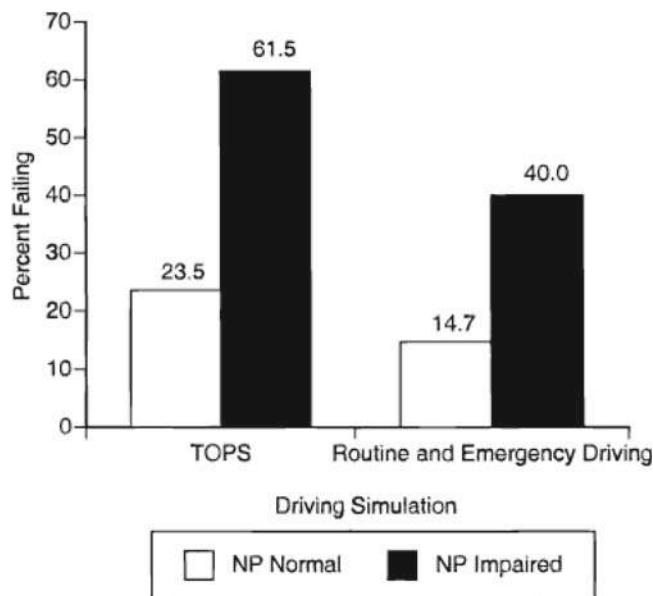 70
60
50
40
30
20
10
0
Percent Failing
61.5
23.5
40.0
14.7
TOPS
Routine and Emergency Driving
Driving Simulation
NP Normal
NP Impaired